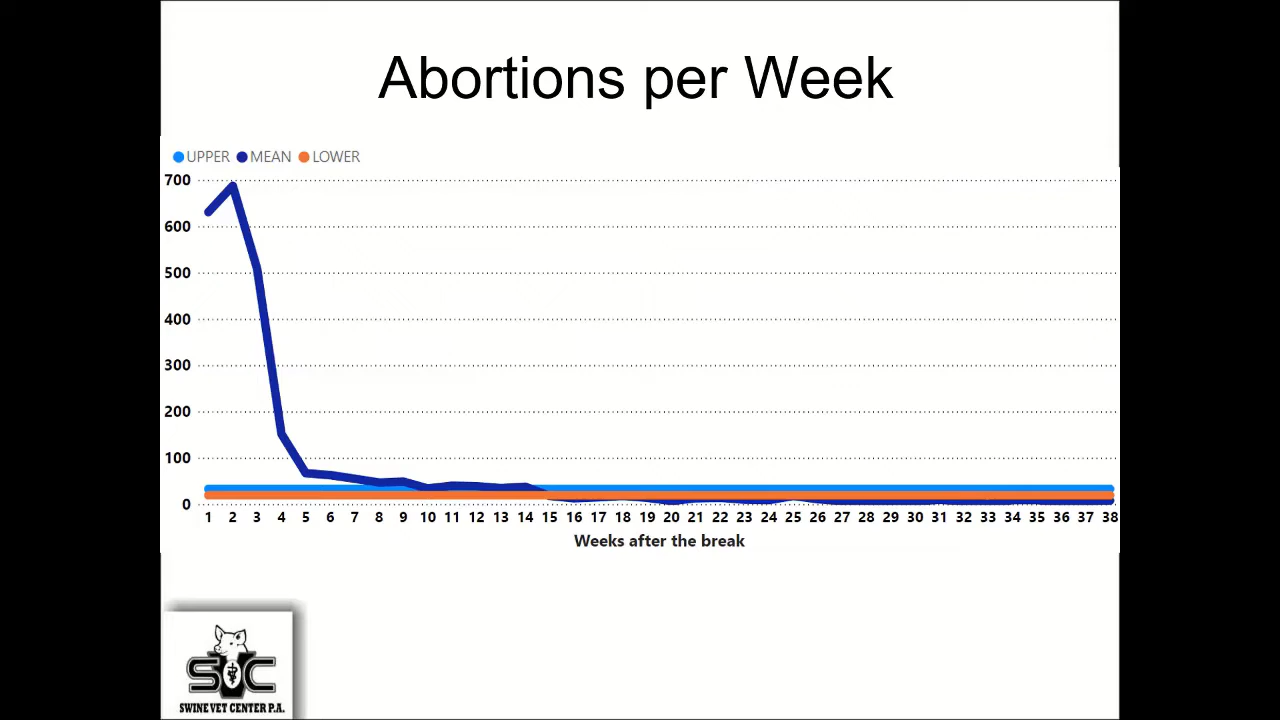 Abortions per Week
UPPER MEAN LOWER
700
600
500
400
300
200
100
0
1 2 3 4 5 6 7 8 9 10 11 12 13 14 15 16 17 18 19 20 21 22 23 24 25 26 27 28 29 30 31 32 33 34 35 36 37 38
Weeks after the break
SVC
SWINE VET CENTER P.A.